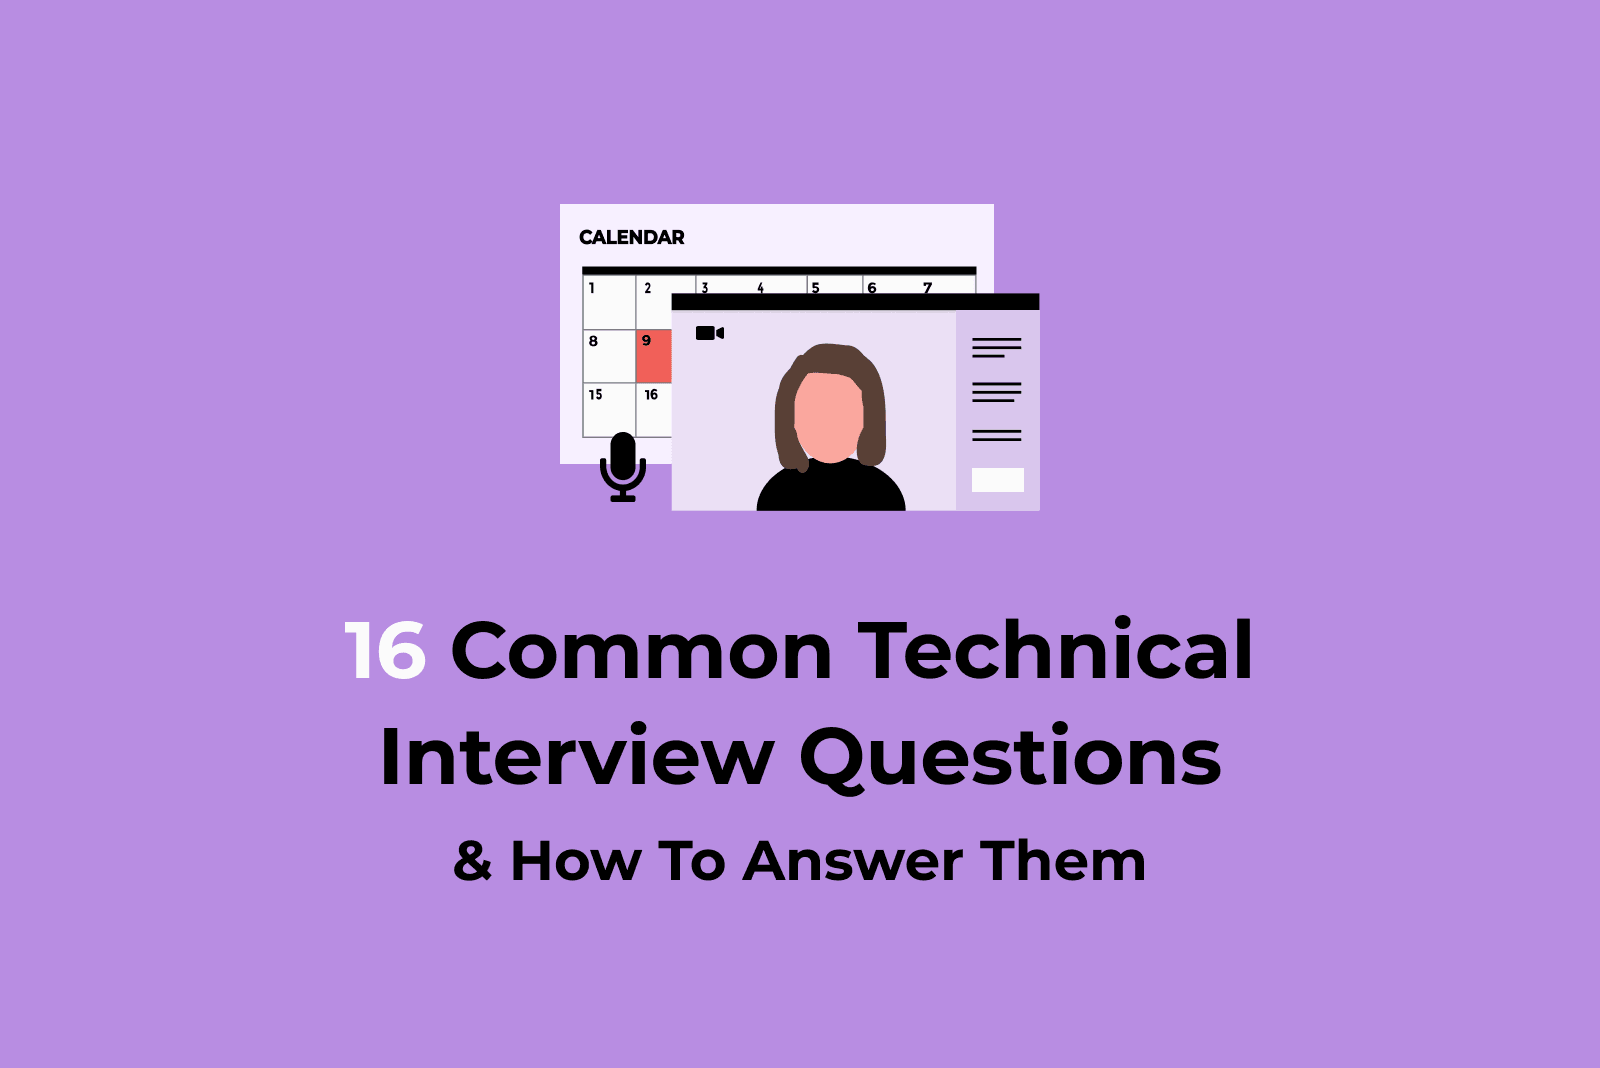 CALENDAR
1 2 3 4 5 6 7
8 9
15 16
16 Common Technical
Interview Questions
& How To Answer Them